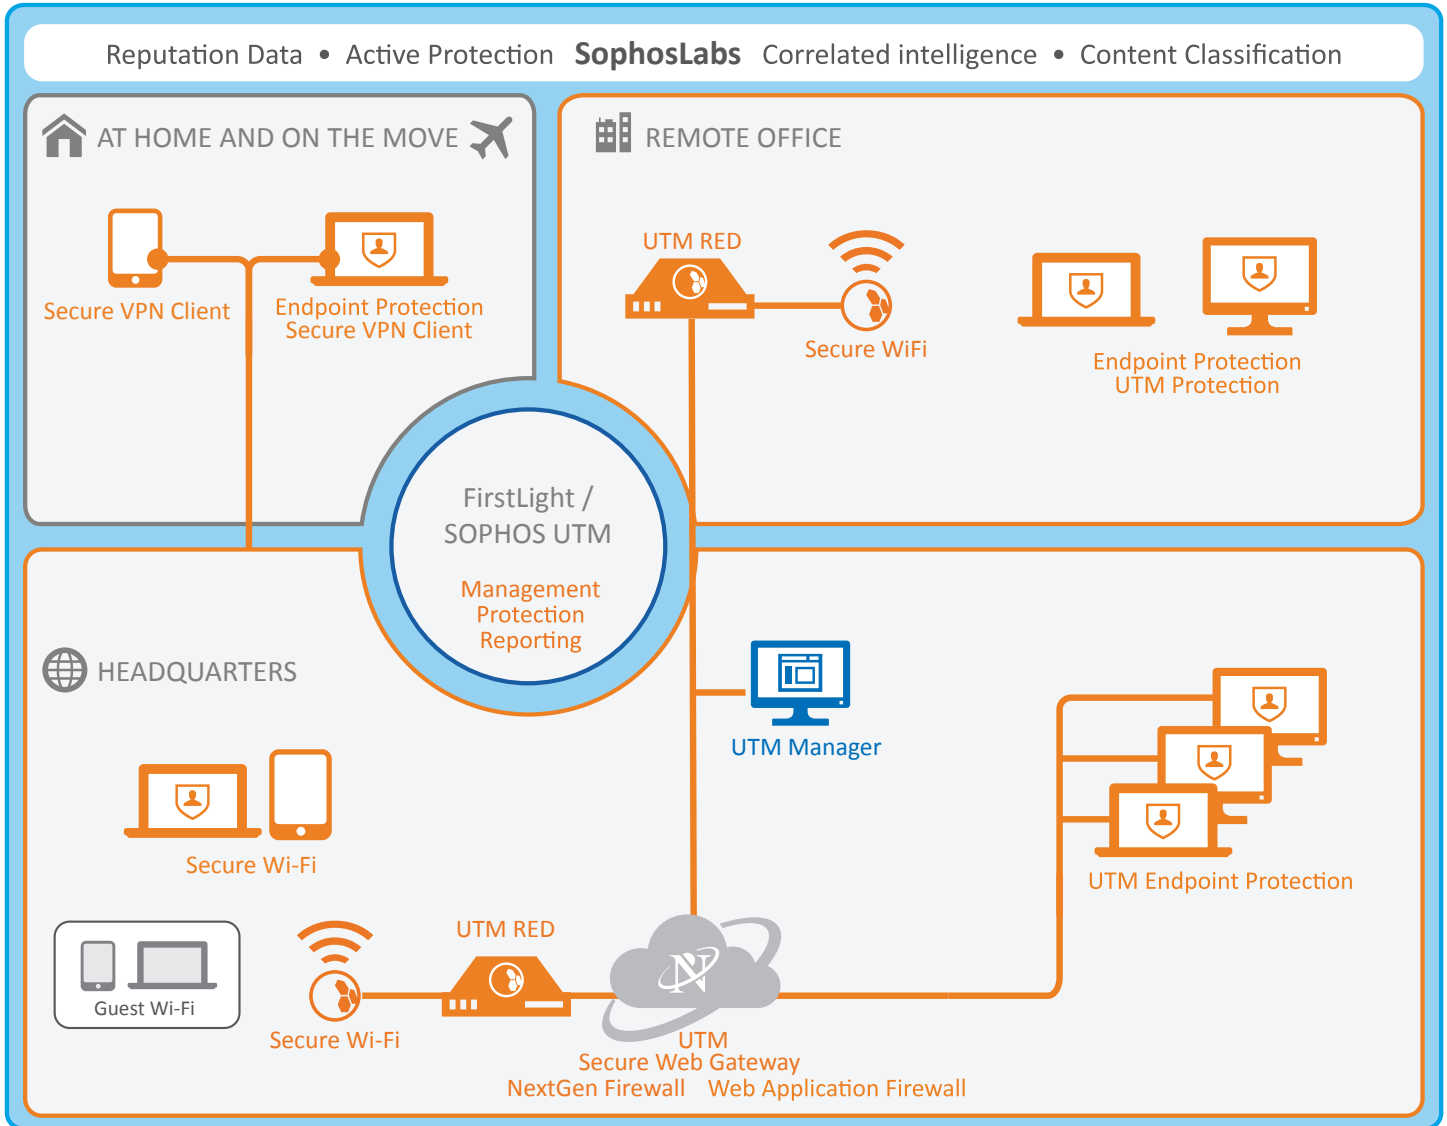 Reputation Data • Active Protection SophosLabs Correlated intelligence • Content Classification
AT HOME AND ON THE MOVE
Secure VPN Client
Endpoint Protection
Secure VPN Client
REMOTE OFFICE
UTM RED
Secure WiFi
Endpoint Protection
UTM Protection
FirstLight /
SOPHOS UTM
Management
Protection
Reporting
HEADQUARTERS
UTM Manager
Secure Wi-Fi
UTM Endpoint Protection
Guest Wi-Fi
Secure Wi-Fi
UTM RED
N
UTM
Secure Web Gateway
NextGen Firewall Web Application Firewall